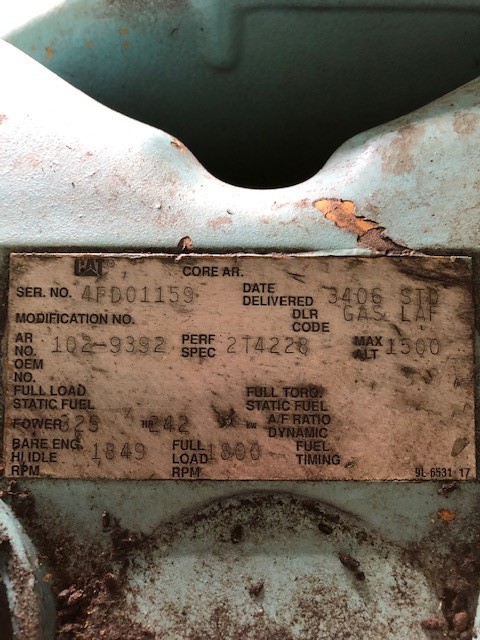 CAT CORE AR.
SER. NO. 4FD01159 DATE DELIVERED 3406 STD
MODIFICATION NO. DLR CODE GAS LAF
AR NO. 102-9392 PERF SPEC 2T4228 MAX ALT 1500
OEM NO.
FULL LOAD STATIC FUEL FULL TORQ. STATIC FUEL
POWER 325 HP 242 KW A/F RATIO DYNAMIC
BARE ENG. HI IDLE RPM 1849 FULL LOAD RPM 1800 FUEL TIMING
9L-6531 17